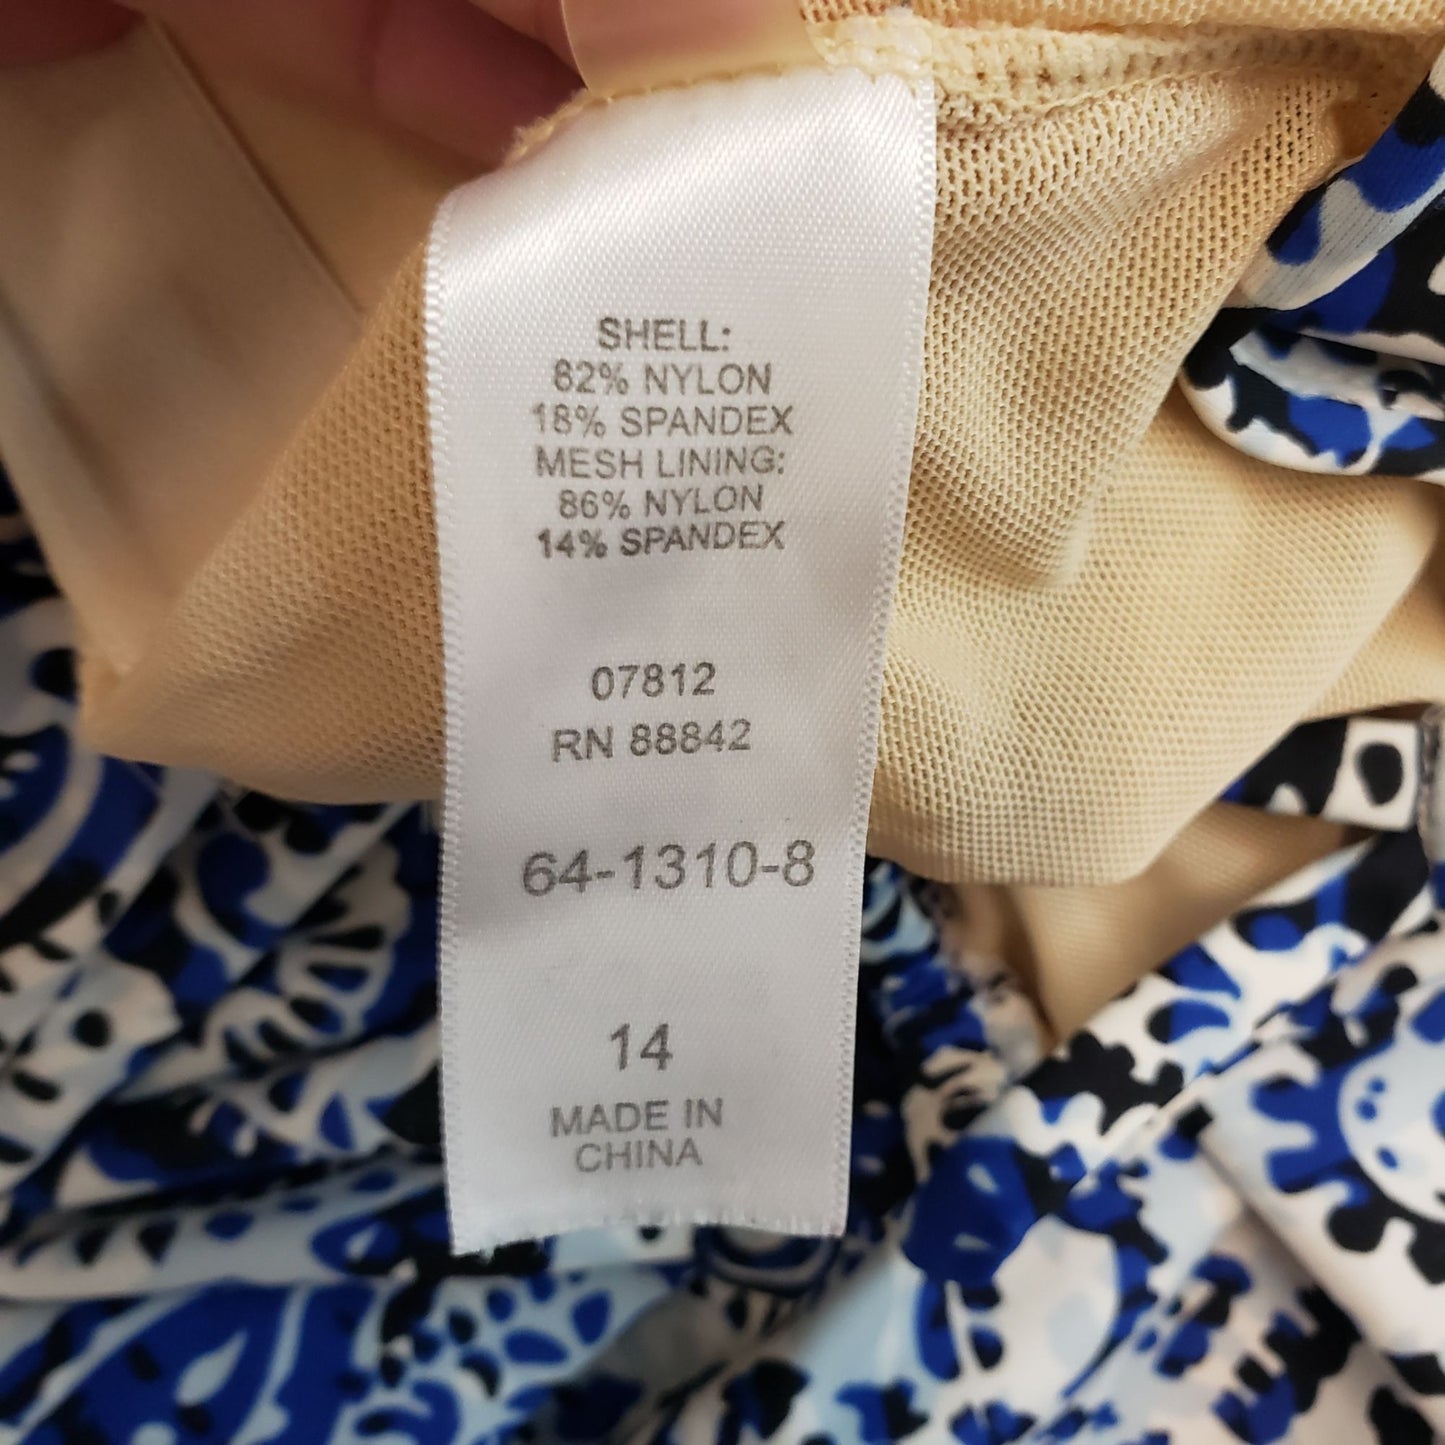 SHELL:
82% NYLON
18% SPANDEX
MESH LINING:
86% NYLON
14% SPANDEX
07812
RN 88842
64-1310-8
14
MADE IN
CHINA